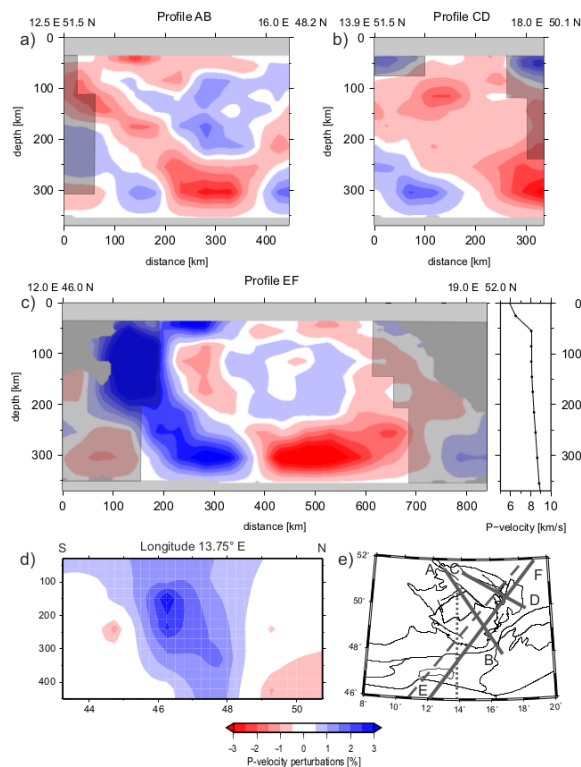 a) 12.5 E 51.5 N Profile AB 16.0 E 48.2 N
0
100
200
300
depth [km]
0 100 200 300 400
distance [km]
b) 13.9 E 51.5 N Profile CD 18.0 E 50.1 N
0
100
200
300
depth [km]
0 100 200 300
distance [km]
Profile EF
c) 12.0 E 46.0 N 19.0 E 52.0 N
0
100
200
300
depth [km]
0 100 200 300 400 500 600 700 800
distance [km]
0
100
200
300
6 8 10
P-velocity [km/s]
d) S Longitude 13.75° E N
100
200
300
400
44 46 48 50
e)
52°
50°
48°
46°
8° 10° 12° 14° 16° 18° 20°
A C F
D
B
E
-3 -2 -1 0 1 2 3
P-velocity perturbations [%]